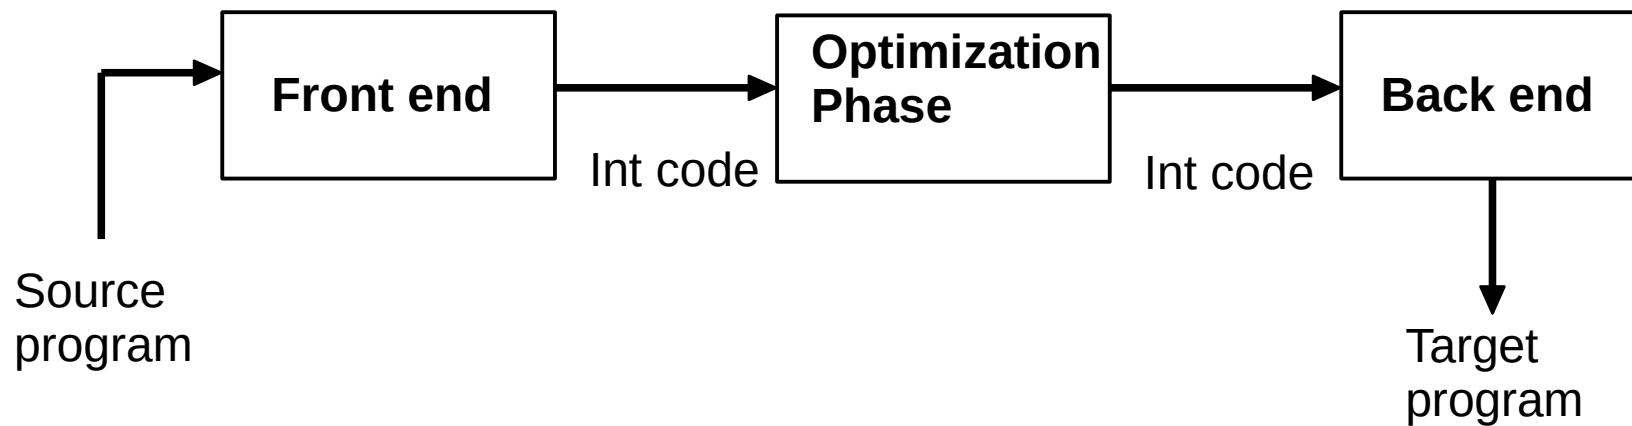 Front end
Optimization
Phase
Back end
Int code
Int code
Source
program
Target
program